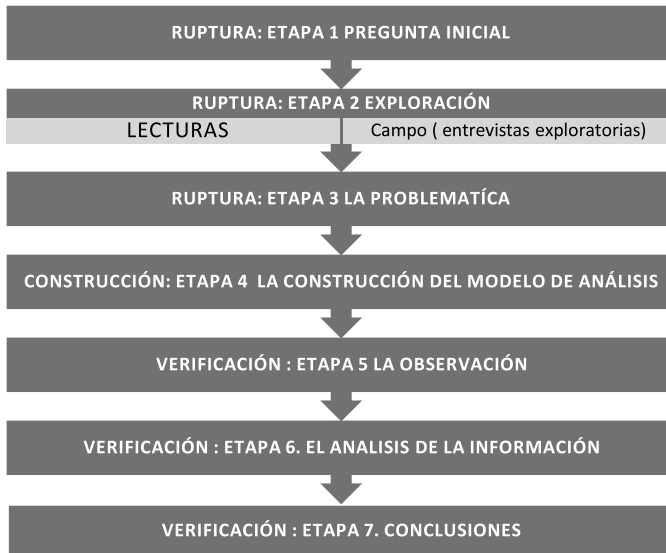 RUPTURA: ETAPA 1 PREGUNTA INICIAL
RUPTURA: ETAPA 2 EXPLORACIÓN
LECTURAS
Campo ( entrevistas exploratorias)
RUPTURA: ETAPA 3 LA PROBLEMATÍCA
CONSTRUCCIÓN: ETAPA 4 LA CONSTRUCCIÓN DEL MODELO DE ANÁLISIS
VERIFICACIÓN : ETAPA 5 LA OBSERVACIÓN
VERIFICACIÓN : ETAPA 6. EL ANALISIS DE LA INFORMACIÓN
VERIFICACIÓN : ETAPA 7. CONCLUSIONES